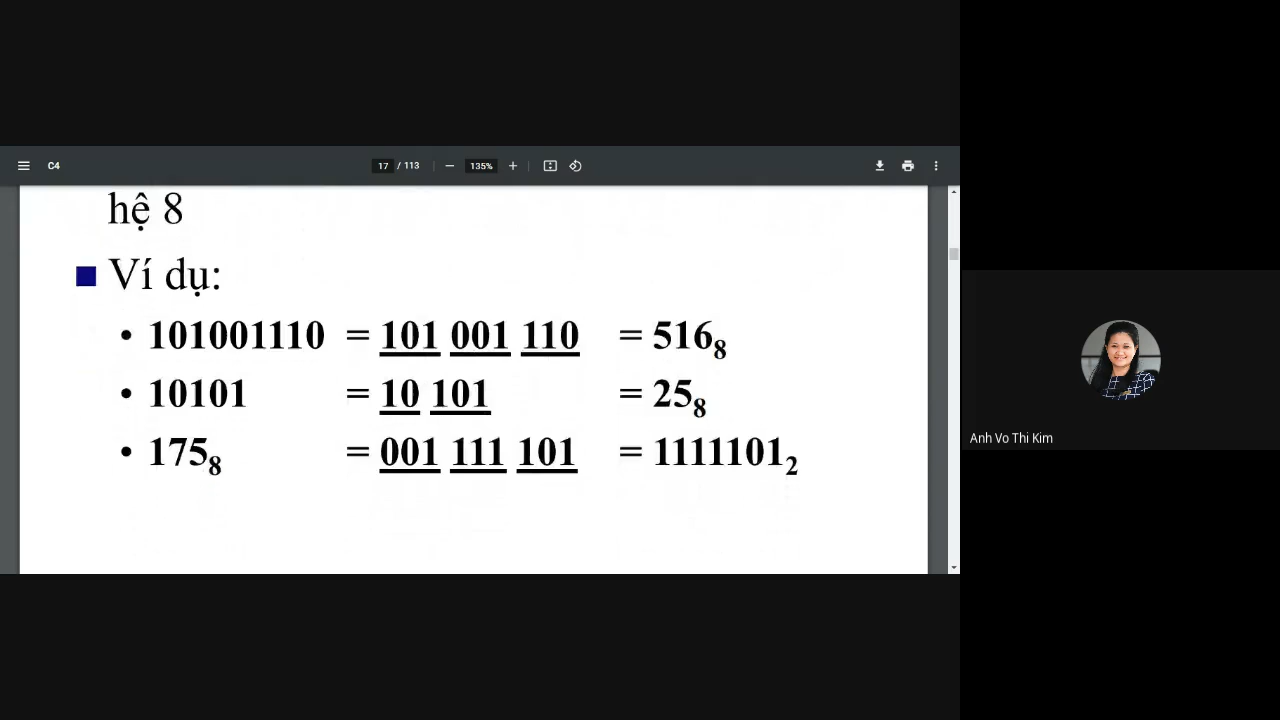 C4
17 / 113
135%
hệ 8
Ví dụ:
• 101001110 = 101 001 110 = 516₈
• 10101 = 10 101 = 25₈
• 175₈ = 001 111 101 = 1111101₂
Anh Vo Thi Kim